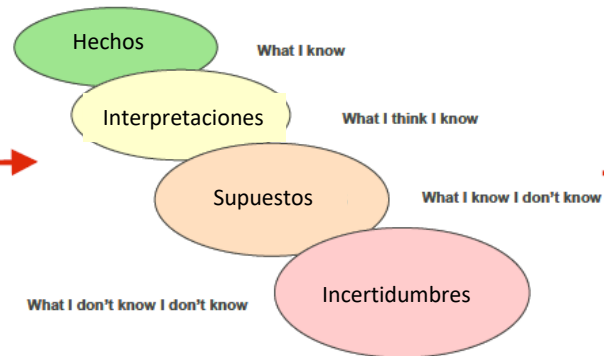 Hechos
What I know
Interpretaciones
What I think I know
Supuestos
What I know I don't know
Incertidumbres
What I don't know I don't know